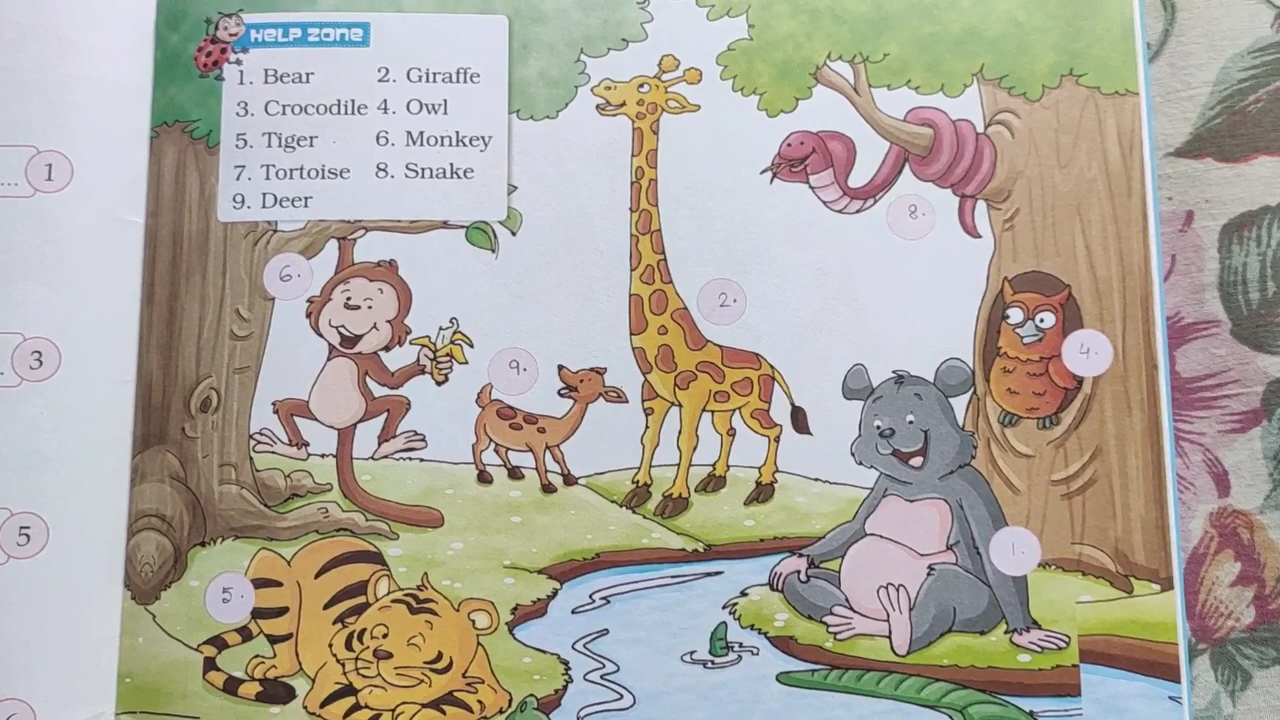 HELP ZONE
1. Bear 2. Giraffe
3. Crocodile 4. Owl
5. Tiger 6. Monkey
7. Tortoise 8. Snake
9. Deer
... 1
. 3
5
6.
2.
8.
9.
4.
1.
5.